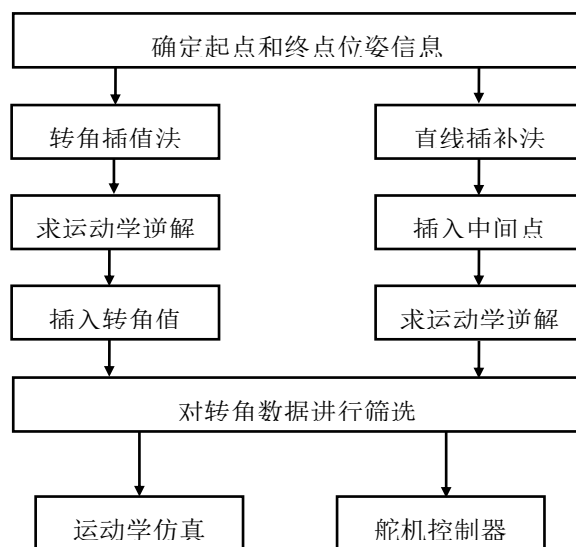 确定起点和终点位姿信息
转角插值法
直线插补法
求运动学逆解
插入中间点
插入转角值
求运动学逆解
对转角数据进行筛选
运动学仿真
舵机控制器